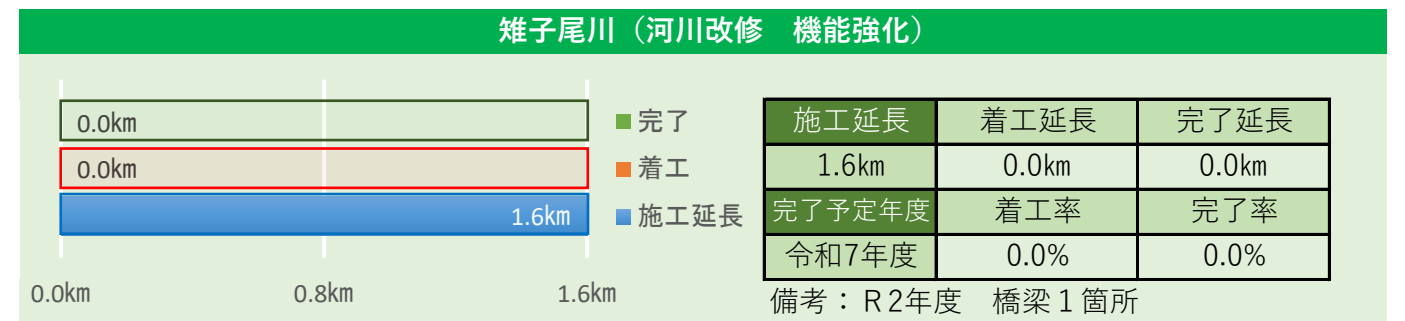 雉子尾川（河川改修　機能強化）
0.0km
0.0km
1.6km
0.0km 0.8km 1.6km
完了
着工
施工延長
施工延長 着工延長 完了延長
1.6km 0.0km 0.0km
完了予定年度 着工率 完了率
令和7年度 0.0% 0.0%
備考：Ｒ2年度　橋梁１箇所